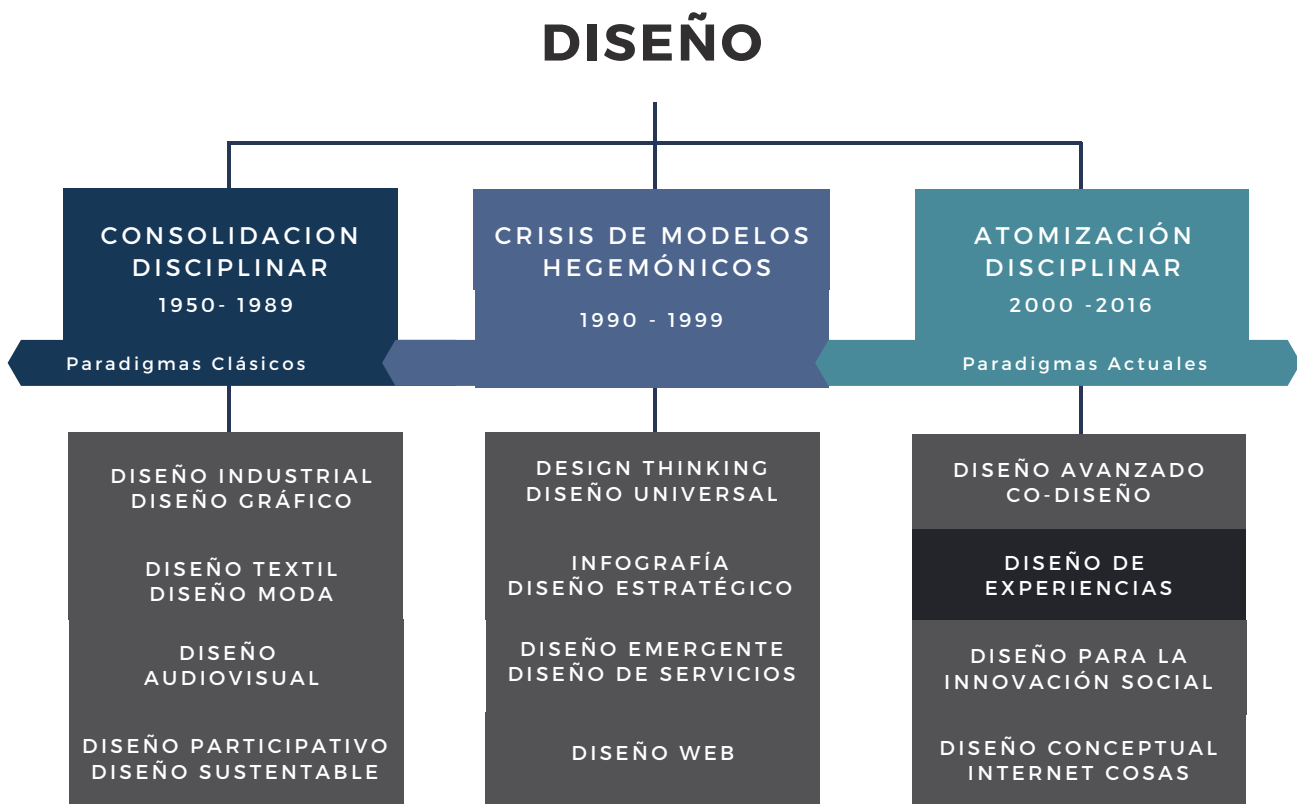 DISEÑO
CONSOLIDACION
DISCIPLINAR
1950- 1989
Paradigmas Clásicos
DISEÑO INDUSTRIAL
DISEÑO GRÁFICO
DISEÑO TEXTIL
DISEÑO MODA
DISEÑO
AUDIOVISUAL
DISEÑO PARTICIPATIVO
DISEÑO SUSTENTABLE
CRISIS DE MODELOS
HEGEMÓNICOS
1990 - 1999
DESIGN THINKING
DISEÑO UNIVERSAL
INFOGRAFÍA
DISEÑO ESTRATÉGICO
DISEÑO EMERGENTE
DISEÑO DE SERVICIOS
DISEÑO WEB
ATOMIZACIÓN
DISCIPLINAR
2000 -2016
Paradigmas Actuales
DISEÑO AVANZADO
CO-DISEÑO
DISEÑO DE
EXPERIENCIAS
DISEÑO PARA LA
INNOVACIÓN SOCIAL
DISEÑO CONCEPTUAL
INTERNET COSAS